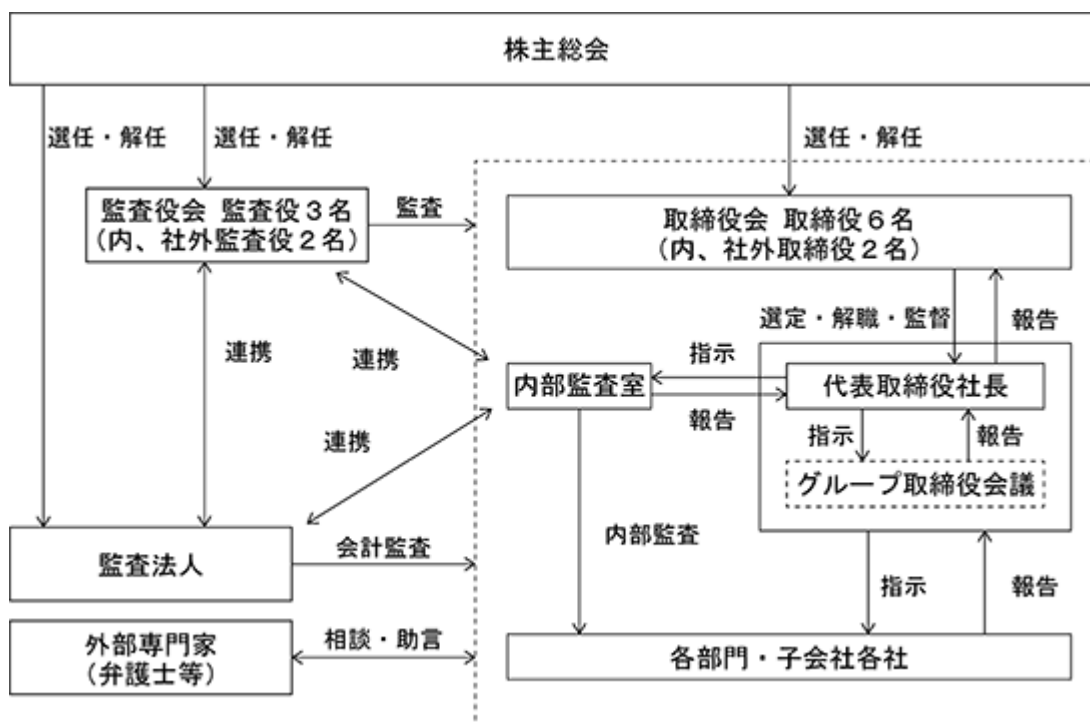 株主総会
選任・解任
選任・解任
選任・解任
監査役会 監査役3名
(内、社外監査役2名)
監査
取締役会 取締役6名
(内、社外取締役2名)
選定・解職・監督
報告
連携
連携
指示
内部監査室
代表取締役社長
報告
連携
指示
報告
グループ取締役会議
内部監査
監査法人
会計監査
指示
報告
外部専門家
(弁護士等)
相談・助言
各部門・子会社各社